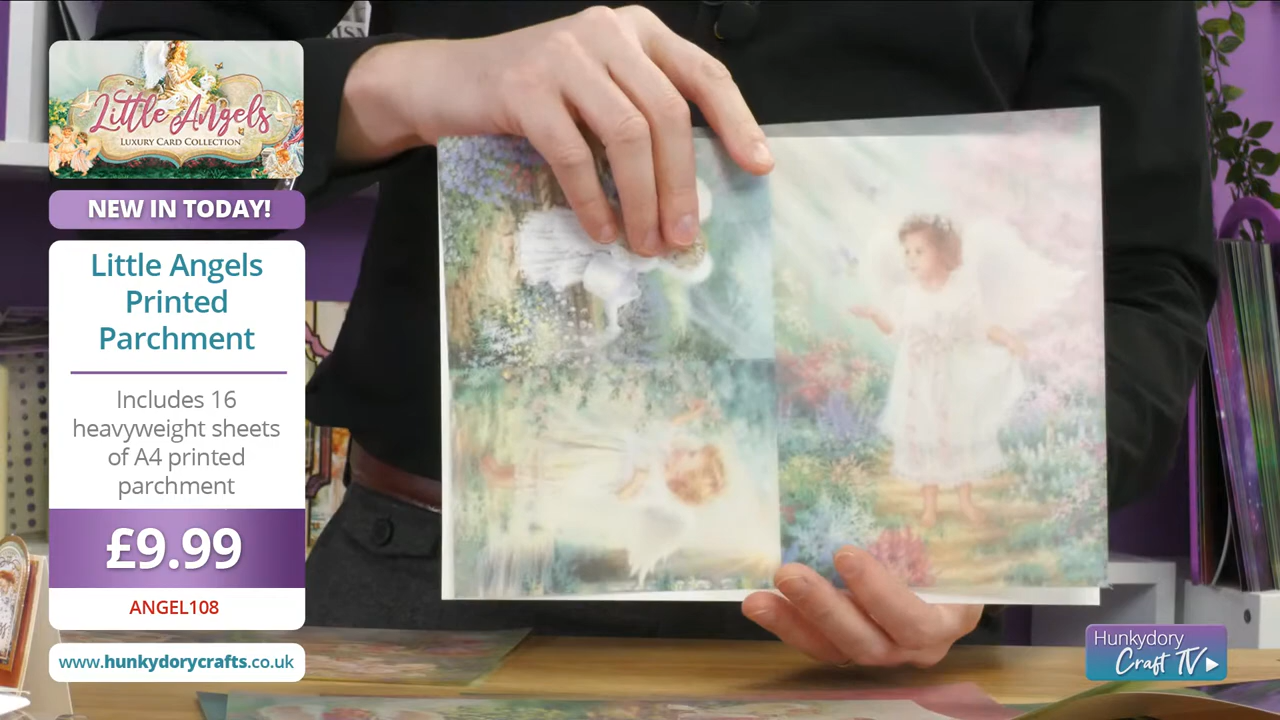 Little Angels
LUXURY CARD COLLECTION
NEW IN TODAY!
Little Angels
Printed
Parchment
Includes 16
heavyweight sheets
of A4 printed
parchment
£9.99
ANGEL108
www.hunkydorycrafts.co.uk
Hunkydory
Craft TV